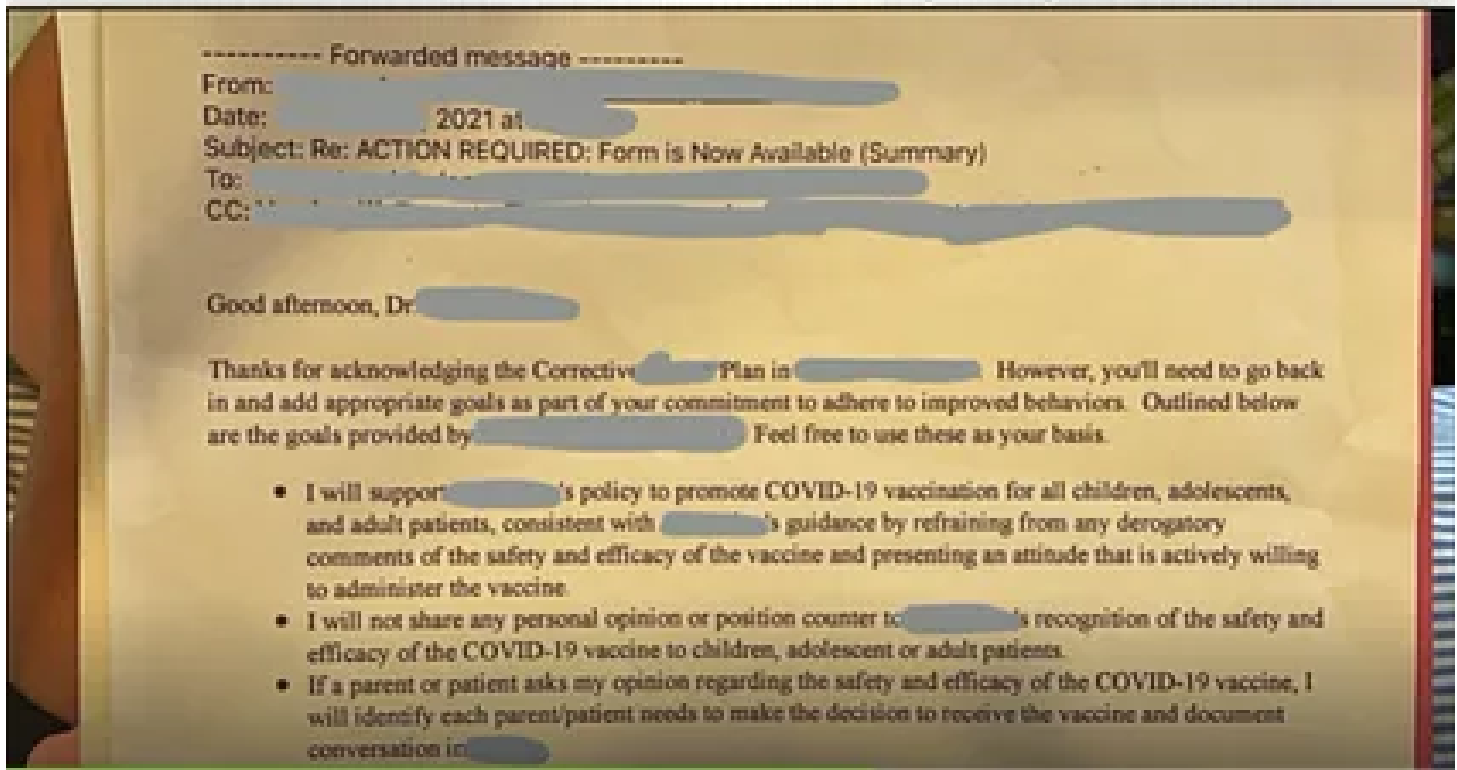 ---------- Forwarded message ---------
From:
Date: 2021 at
Subject: Re: ACTION REQUIRED: Form is Now Available (Summary)
To:
CC:
Good afternoon, Dr
Thanks for acknowledging the Corrective Plan in However, you'll need to go back
in and add appropriate goals as part of your commitment to adhere to improved behaviors. Outlined below
are the goals provided by Feel free to use these as your basis.
• I will support 's policy to promote COVID-19 vaccination for all children, adolescents,
and adult patients, consistent with 's guidance by refraining from any derogatory
comments of the safety and efficacy of the vaccine and presenting an attitude that is actively willing
to administer the vaccine.
• I will not share any personal opinion or position counter to s recognition of the safety and
efficacy of the COVID-19 vaccine to children, adolescent or adult patients.
• If a parent or patient asks my opinion regarding the safety and efficacy of the COVID-19 vaccine, I
will identify each parent/patient needs to make the decision to receive the vaccine and document
conversation in